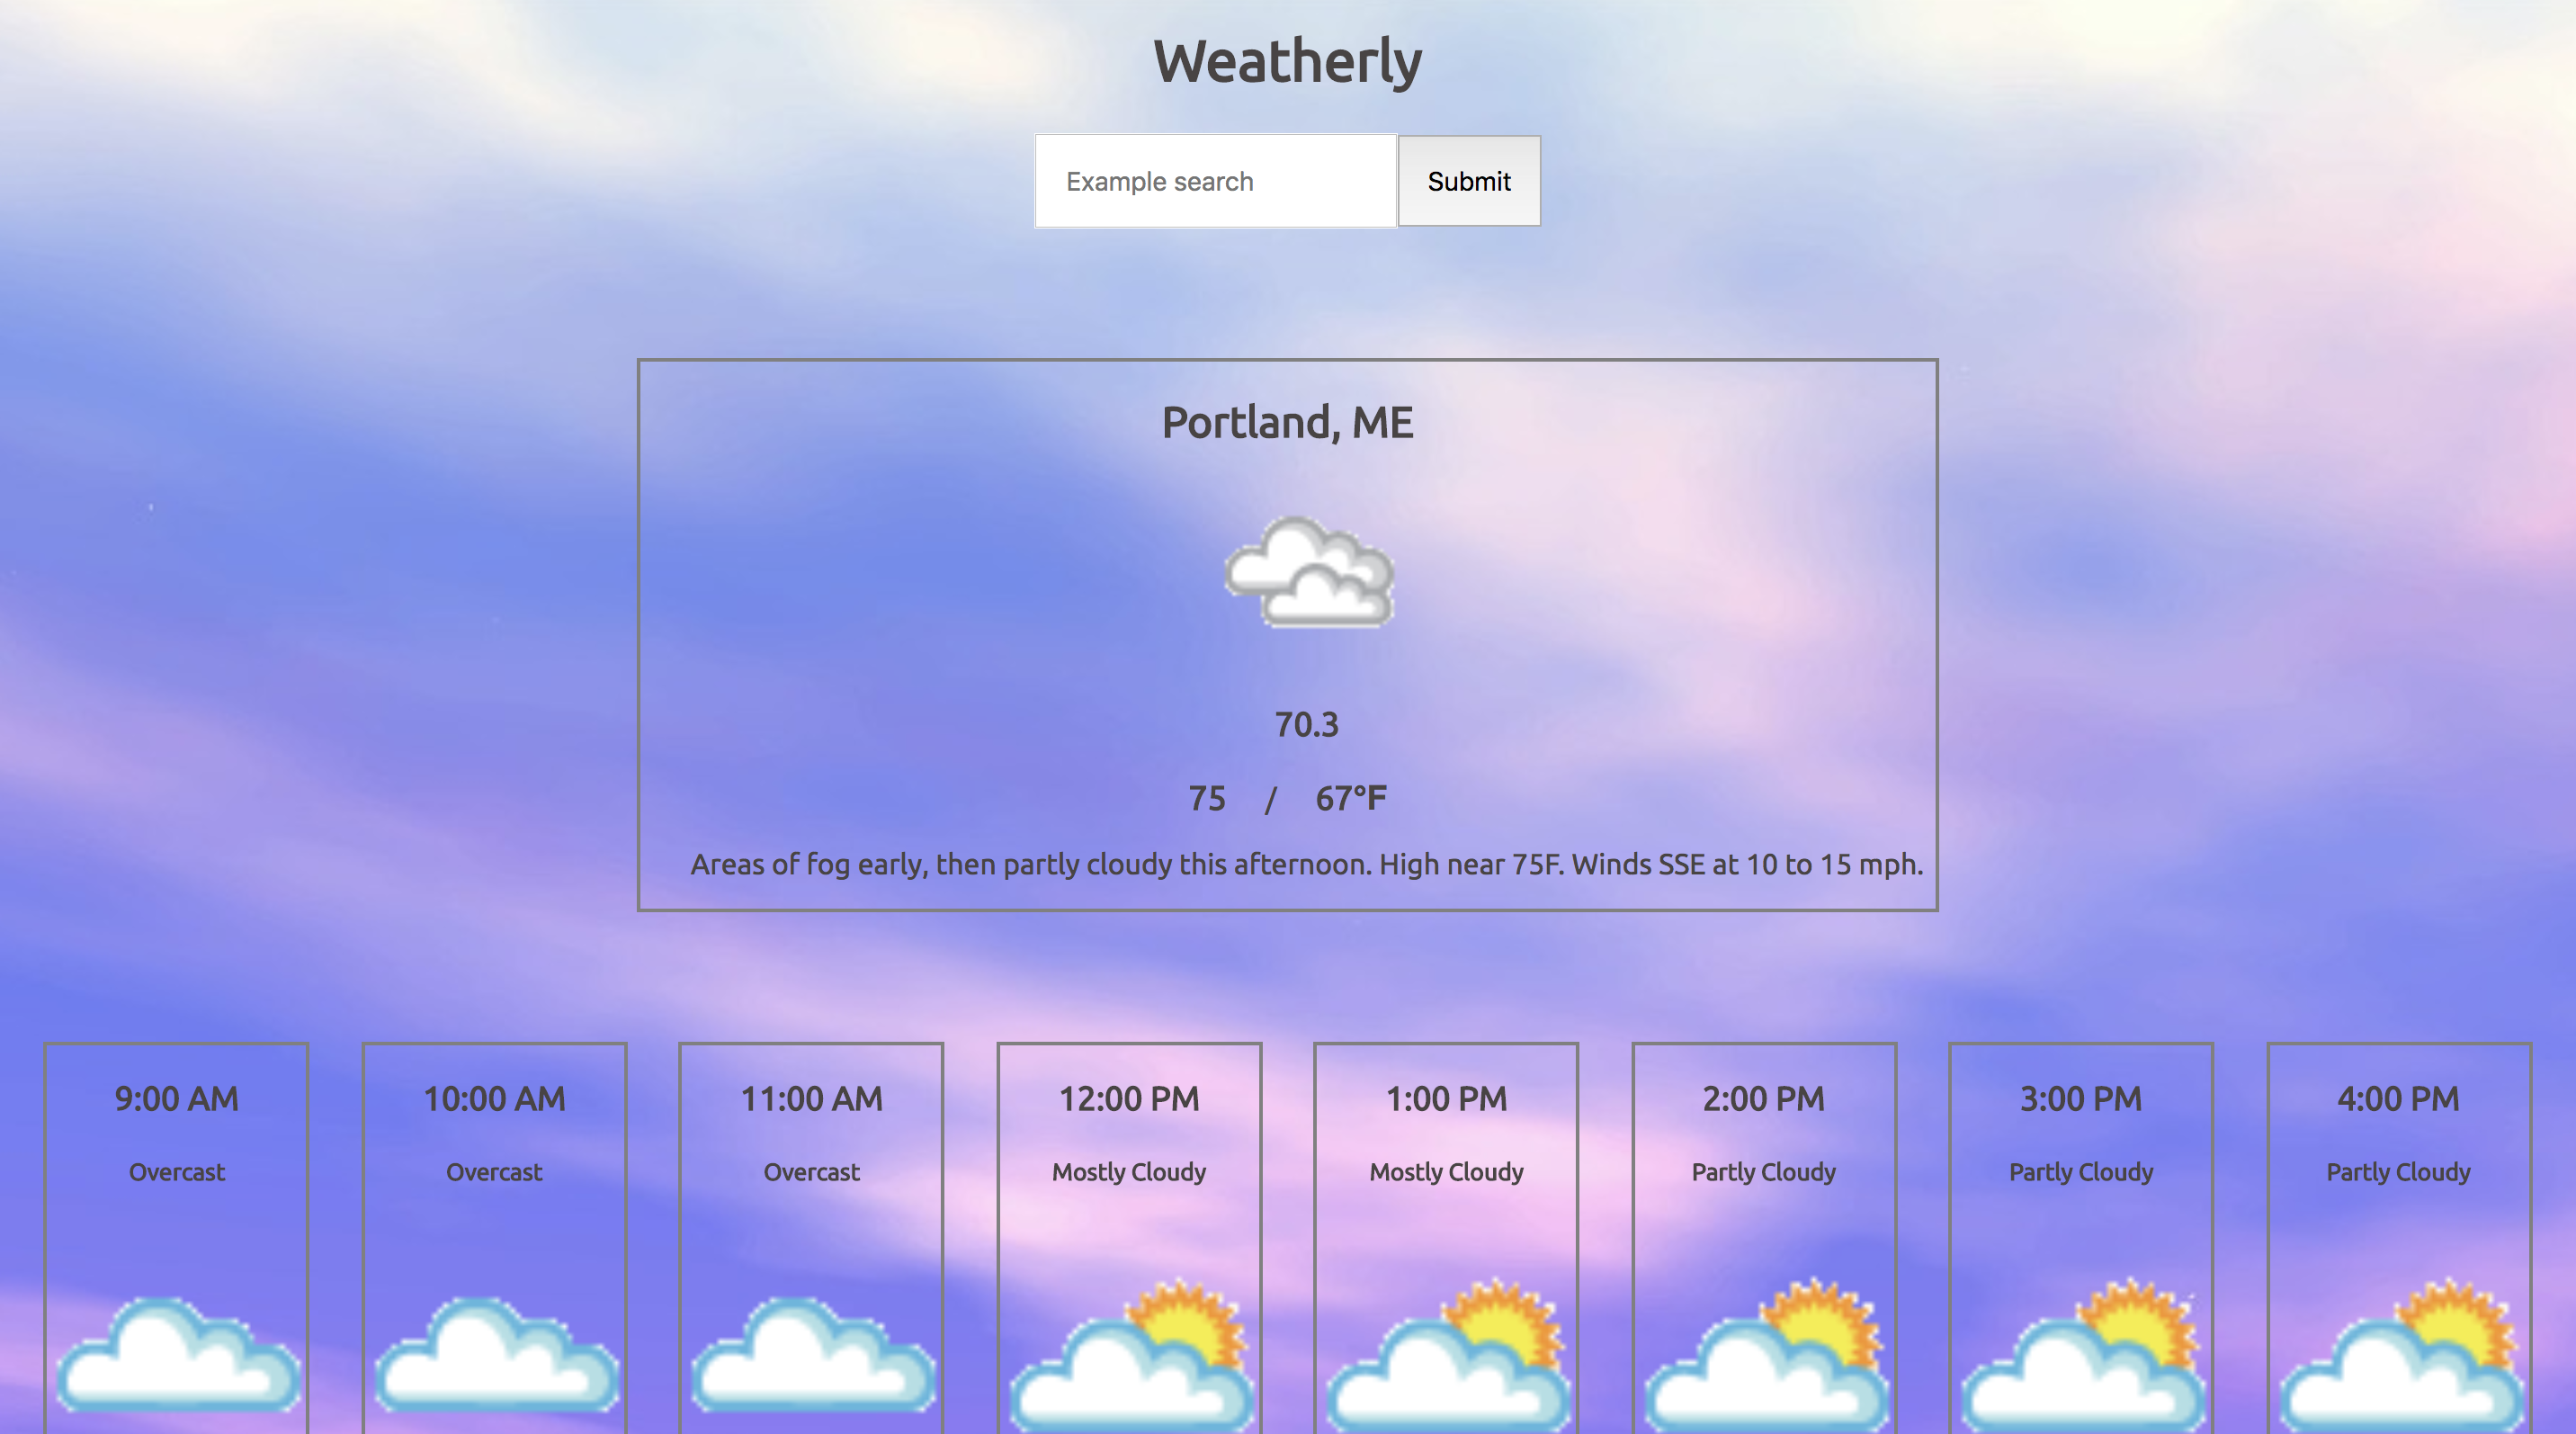 Weatherly
Example search Submit
Portland, ME
70.3
75 / 67°F
Areas of fog early, then partly cloudy this afternoon. High near 75F. Winds SSE at 10 to 15 mph.
9:00 AM 10:00 AM 11:00 AM 12:00 PM 1:00 PM 2:00 PM 3:00 PM 4:00 PM
Overcast Overcast Overcast Mostly Cloudy Mostly Cloudy Partly Cloudy Partly Cloudy Partly Cloudy